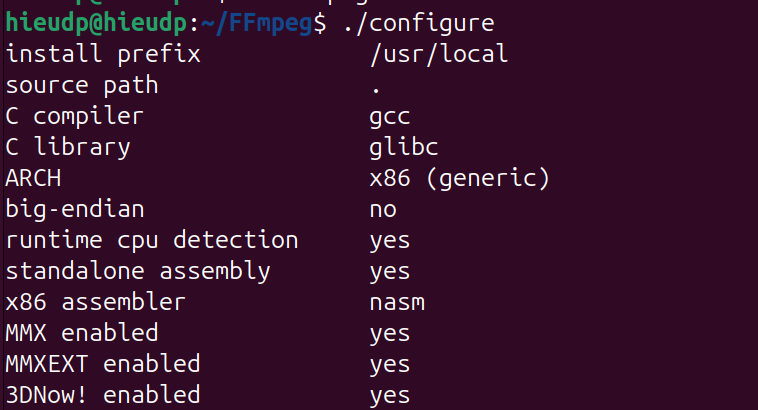 hieudp@hieudp:~/FFmpeg$ ./configure
install prefix            /usr/local
source path               .
C compiler                gcc
C library                 glibc
ARCH                      x86 (generic)
big-endian                no
runtime cpu detection     yes
standalone assembly       yes
x86 assembler             nasm
MMX enabled               yes
MMXEXT enabled            yes
3DNow! enabled            yes